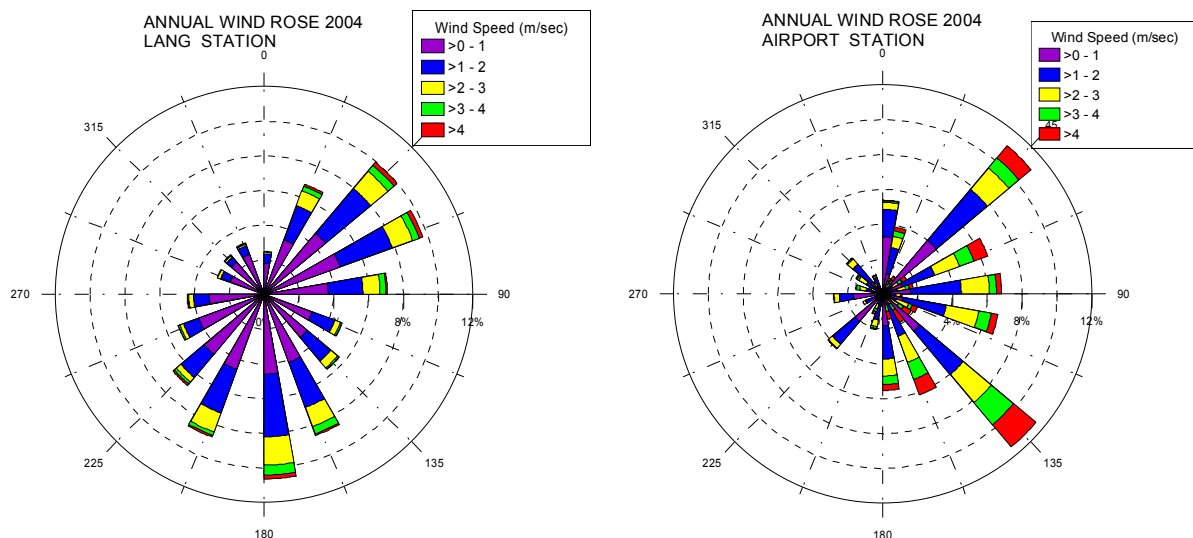 ANNUAL WIND ROSE 2004
LANG STATION
Wind Speed (m/sec)
>0 - 1
>1 - 2
>2 - 3
>3 - 4
>4
0
315
270
90
0%
8%
12%
225
135
180
ANNUAL WIND ROSE 2004
AIRPORT STATION
Wind Speed (m/sec)
>0 - 1
>1 - 2
>2 - 3
>3 - 4
>4
0
45
315
270
90
4%
8%
12%
225
135
180